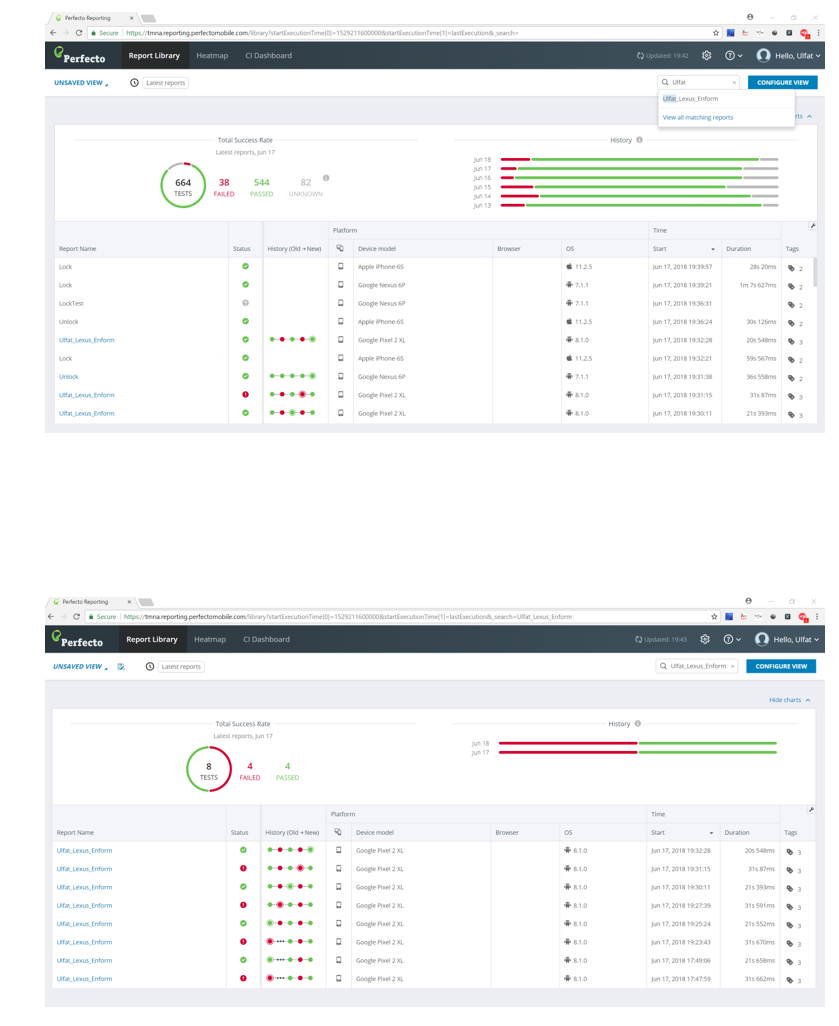 Perfecto Reporting
Secure https://tmna.reporting.perfectomobile.com/library?startExecutionTime[0]=1529211600000&startExecutionTime[1]=lastExecution&_search=
Perfecto Report Library Heatmap CI Dashboard Updated: 19:42 Hello, Ulfat
UNSAVED VIEW Latest reports Ulfat × CONFIGURE VIEW
Ulfat_Lexus_Enform
View all matching reports
rts
Total Success Rate History
Latest reports, Jun 17
664 TESTS
38 FAILED
544 PASSED
82 UNKNOWN
Jun 18
Jun 17
Jun 16
Jun 15
Jun 14
Jun 13
Platform Time
Report Name Status History (Old → New) Device model Browser OS Start Duration Tags
Lock Apple iPhone-6S 11.2.5 Jun 17, 2018 19:39:57 28s 20ms 2
Lock Google Nexus 6P 7.1.1 Jun 17, 2018 19:39:21 1m 7s 627ms 2
LockTest Google Nexus 6P 7.1.1 Jun 17, 2018 19:36:31 2
Unlock Apple iPhone-6S 11.2.5 Jun 17, 2018 19:36:24 30s 126ms 2
Ulfat_Lexus_Enform Google Pixel 2 XL 8.1.0 Jun 17, 2018 19:32:28 20s 548ms 3
Lock Apple iPhone-6S 11.2.5 Jun 17, 2018 19:32:21 59s 567ms 2
Unlock Google Nexus 6P 7.1.1 Jun 17, 2018 19:31:38 36s 558ms 2
Ulfat_Lexus_Enform Google Pixel 2 XL 8.1.0 Jun 17, 2018 19:31:15 31s 87ms 3
Ulfat_Lexus_Enform Google Pixel 2 XL 8.1.0 Jun 17, 2018 19:30:11 21s 393ms 3
Perfecto Reporting
Secure https://tmna.reporting.perfectomobile.com/library?startExecutionTime[0]=1529211600000&startExecutionTime[1]=lastExecution&_search=Ulfat_Lexus_Enform
Perfecto Report Library Heatmap CI Dashboard Updated: 19:43 Hello, Ulfat
UNSAVED VIEW Latest reports Ulfat_Lexus_Enform × CONFIGURE VIEW
Hide charts
Total Success Rate History
Latest reports, Jun 17
8 TESTS
4 FAILED
4 PASSED
Jun 18
Jun 17
Platform Time
Report Name Status History (Old → New) Device model Browser OS Start Duration Tags
Ulfat_Lexus_Enform Google Pixel 2 XL 8.1.0 Jun 17, 2018 19:32:28 20s 548ms 3
Ulfat_Lexus_Enform Google Pixel 2 XL 8.1.0 Jun 17, 2018 19:31:15 31s 87ms 3
Ulfat_Lexus_Enform Google Pixel 2 XL 8.1.0 Jun 17, 2018 19:30:11 21s 393ms 3
Ulfat_Lexus_Enform Google Pixel 2 XL 8.1.0 Jun 17, 2018 19:27:39 31s 591ms 3
Ulfat_Lexus_Enform Google Pixel 2 XL 8.1.0 Jun 17, 2018 19:25:24 21s 552ms 3
Ulfat_Lexus_Enform Google Pixel 2 XL 8.1.0 Jun 17, 2018 19:23:43 31s 670ms 3
Ulfat_Lexus_Enform Google Pixel 2 XL 8.1.0 Jun 17, 2018 17:49:06 21s 658ms 3
Ulfat_Lexus_Enform Google Pixel 2 XL 8.1.0 Jun 17, 2018 17:47:59 31s 662ms 3